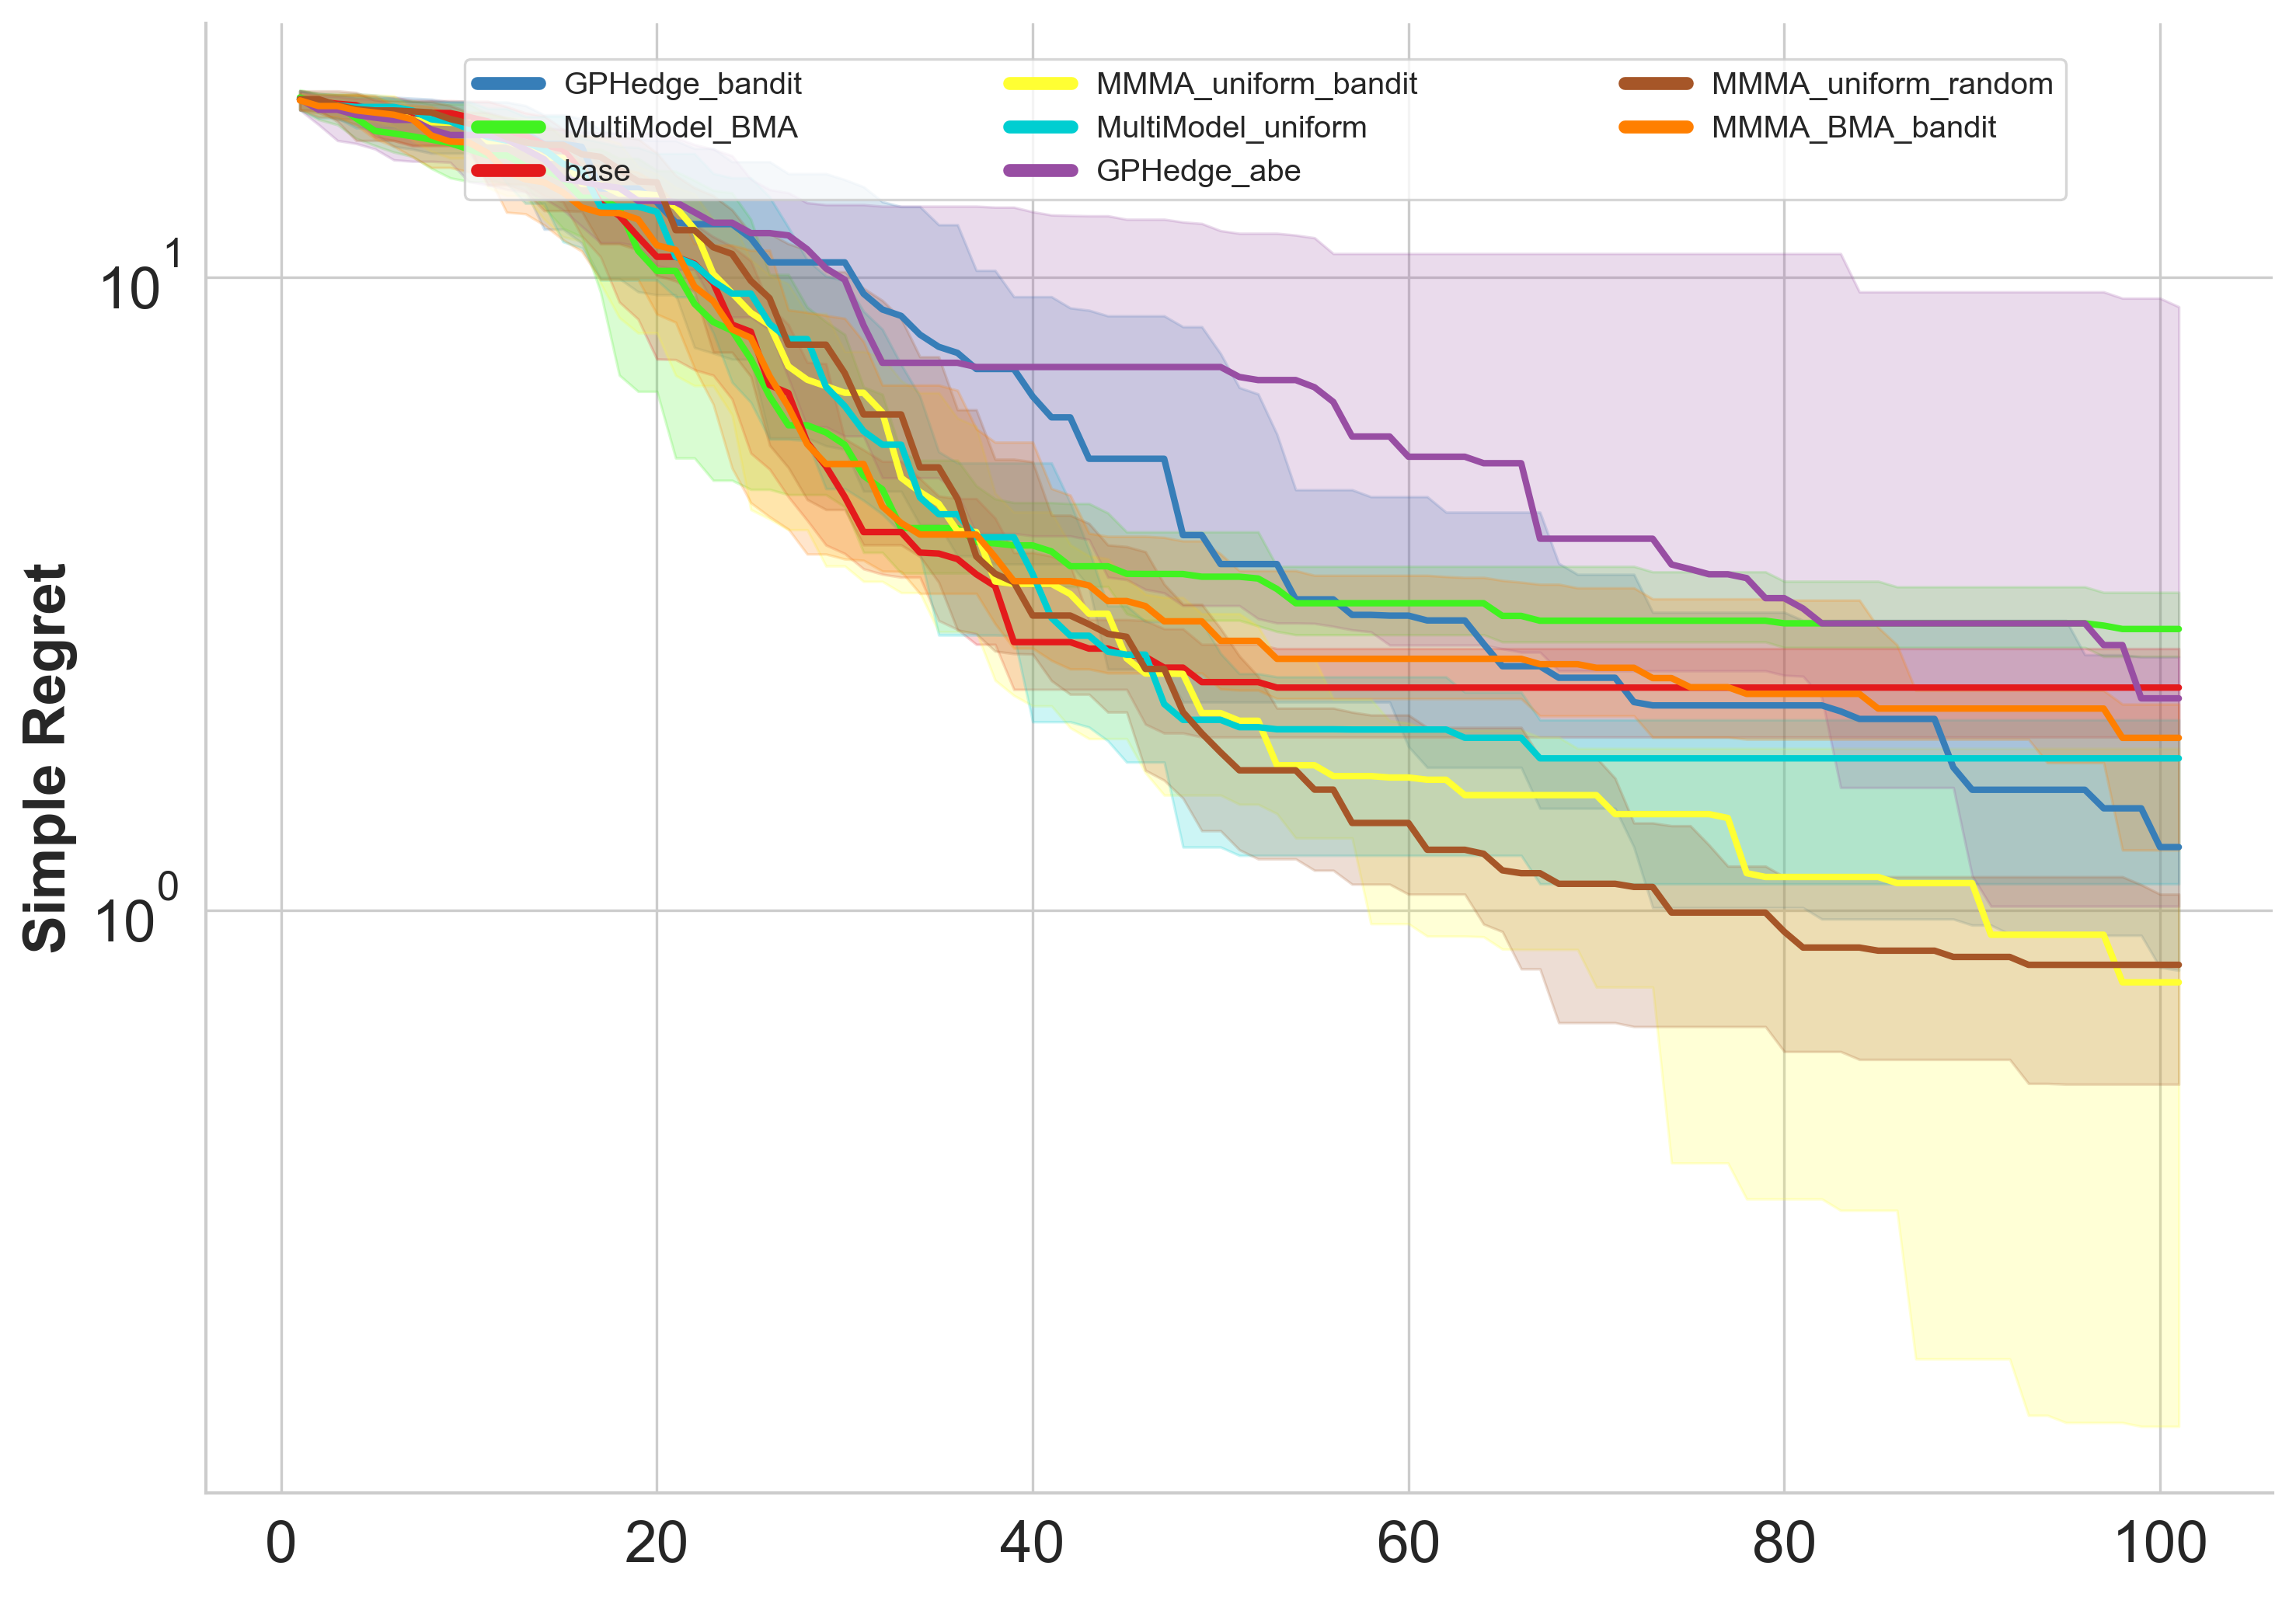 GPHedge_bandit
MultiModel_BMA
base
MMMA_uniform_bandit
MultiModel_uniform
GPHedge_abe
MMMA_uniform_random
MMMA_BMA_bandit
Simple Regret
10^1
10^0
0 20 40 60 80 100